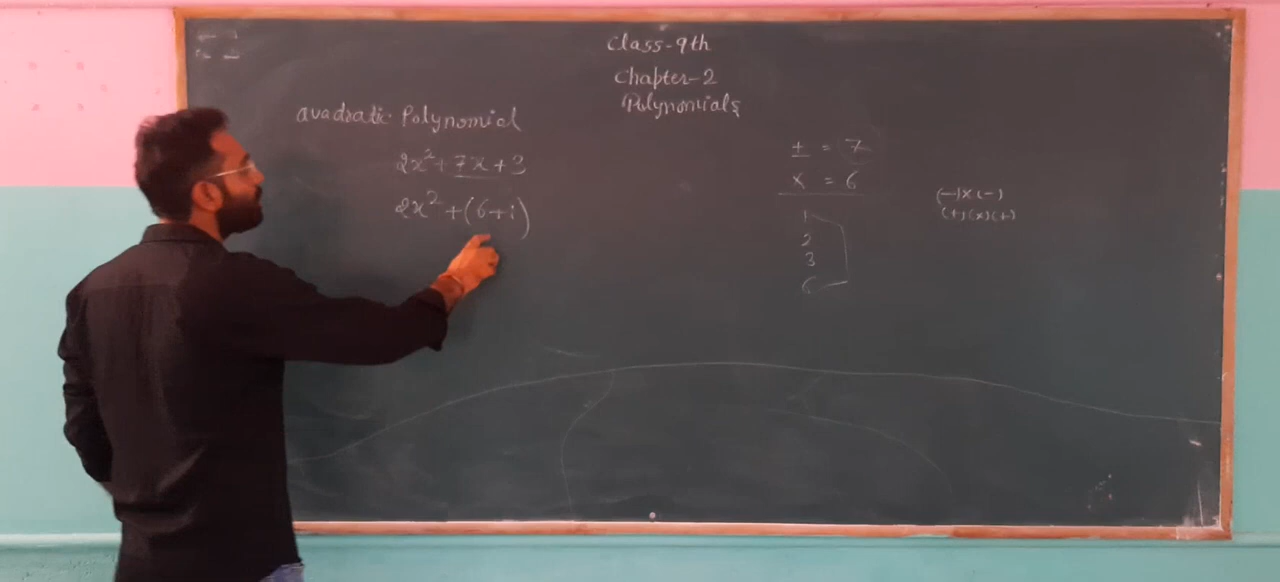 Class-9th
Chapter-2
Polynomials
Quadratic Polynomial
2x²+7x+3
2x²+(6+1)
± = 7
x = 6
1
2
3
6
(-)x(-)
(+)(x)(+)